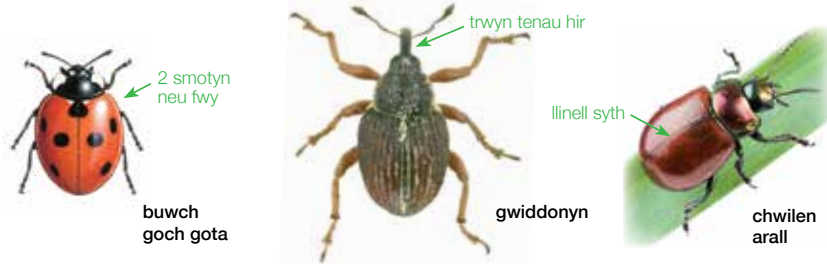 2 smotyn
neu fwy
buwch
goch gota
trwyn tenau hir
gwiddonyn
llinell syth
chwilen
arall